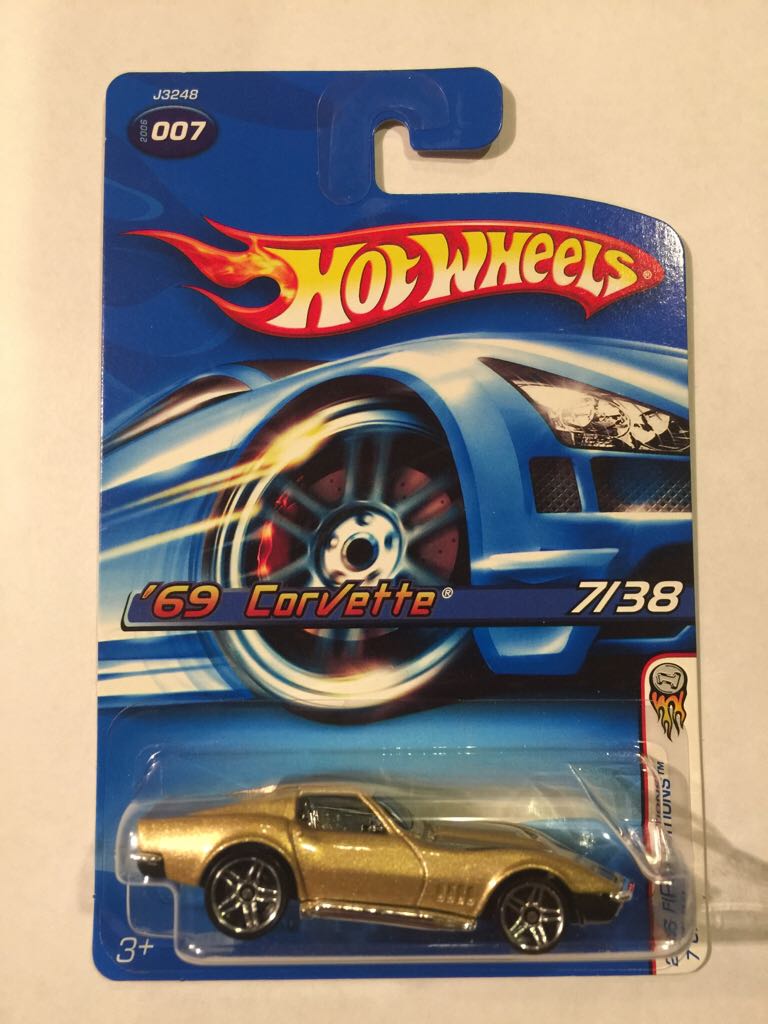 J3248
2006 007
HOT WHEELS®
'69 Corvette® 7/38
3+